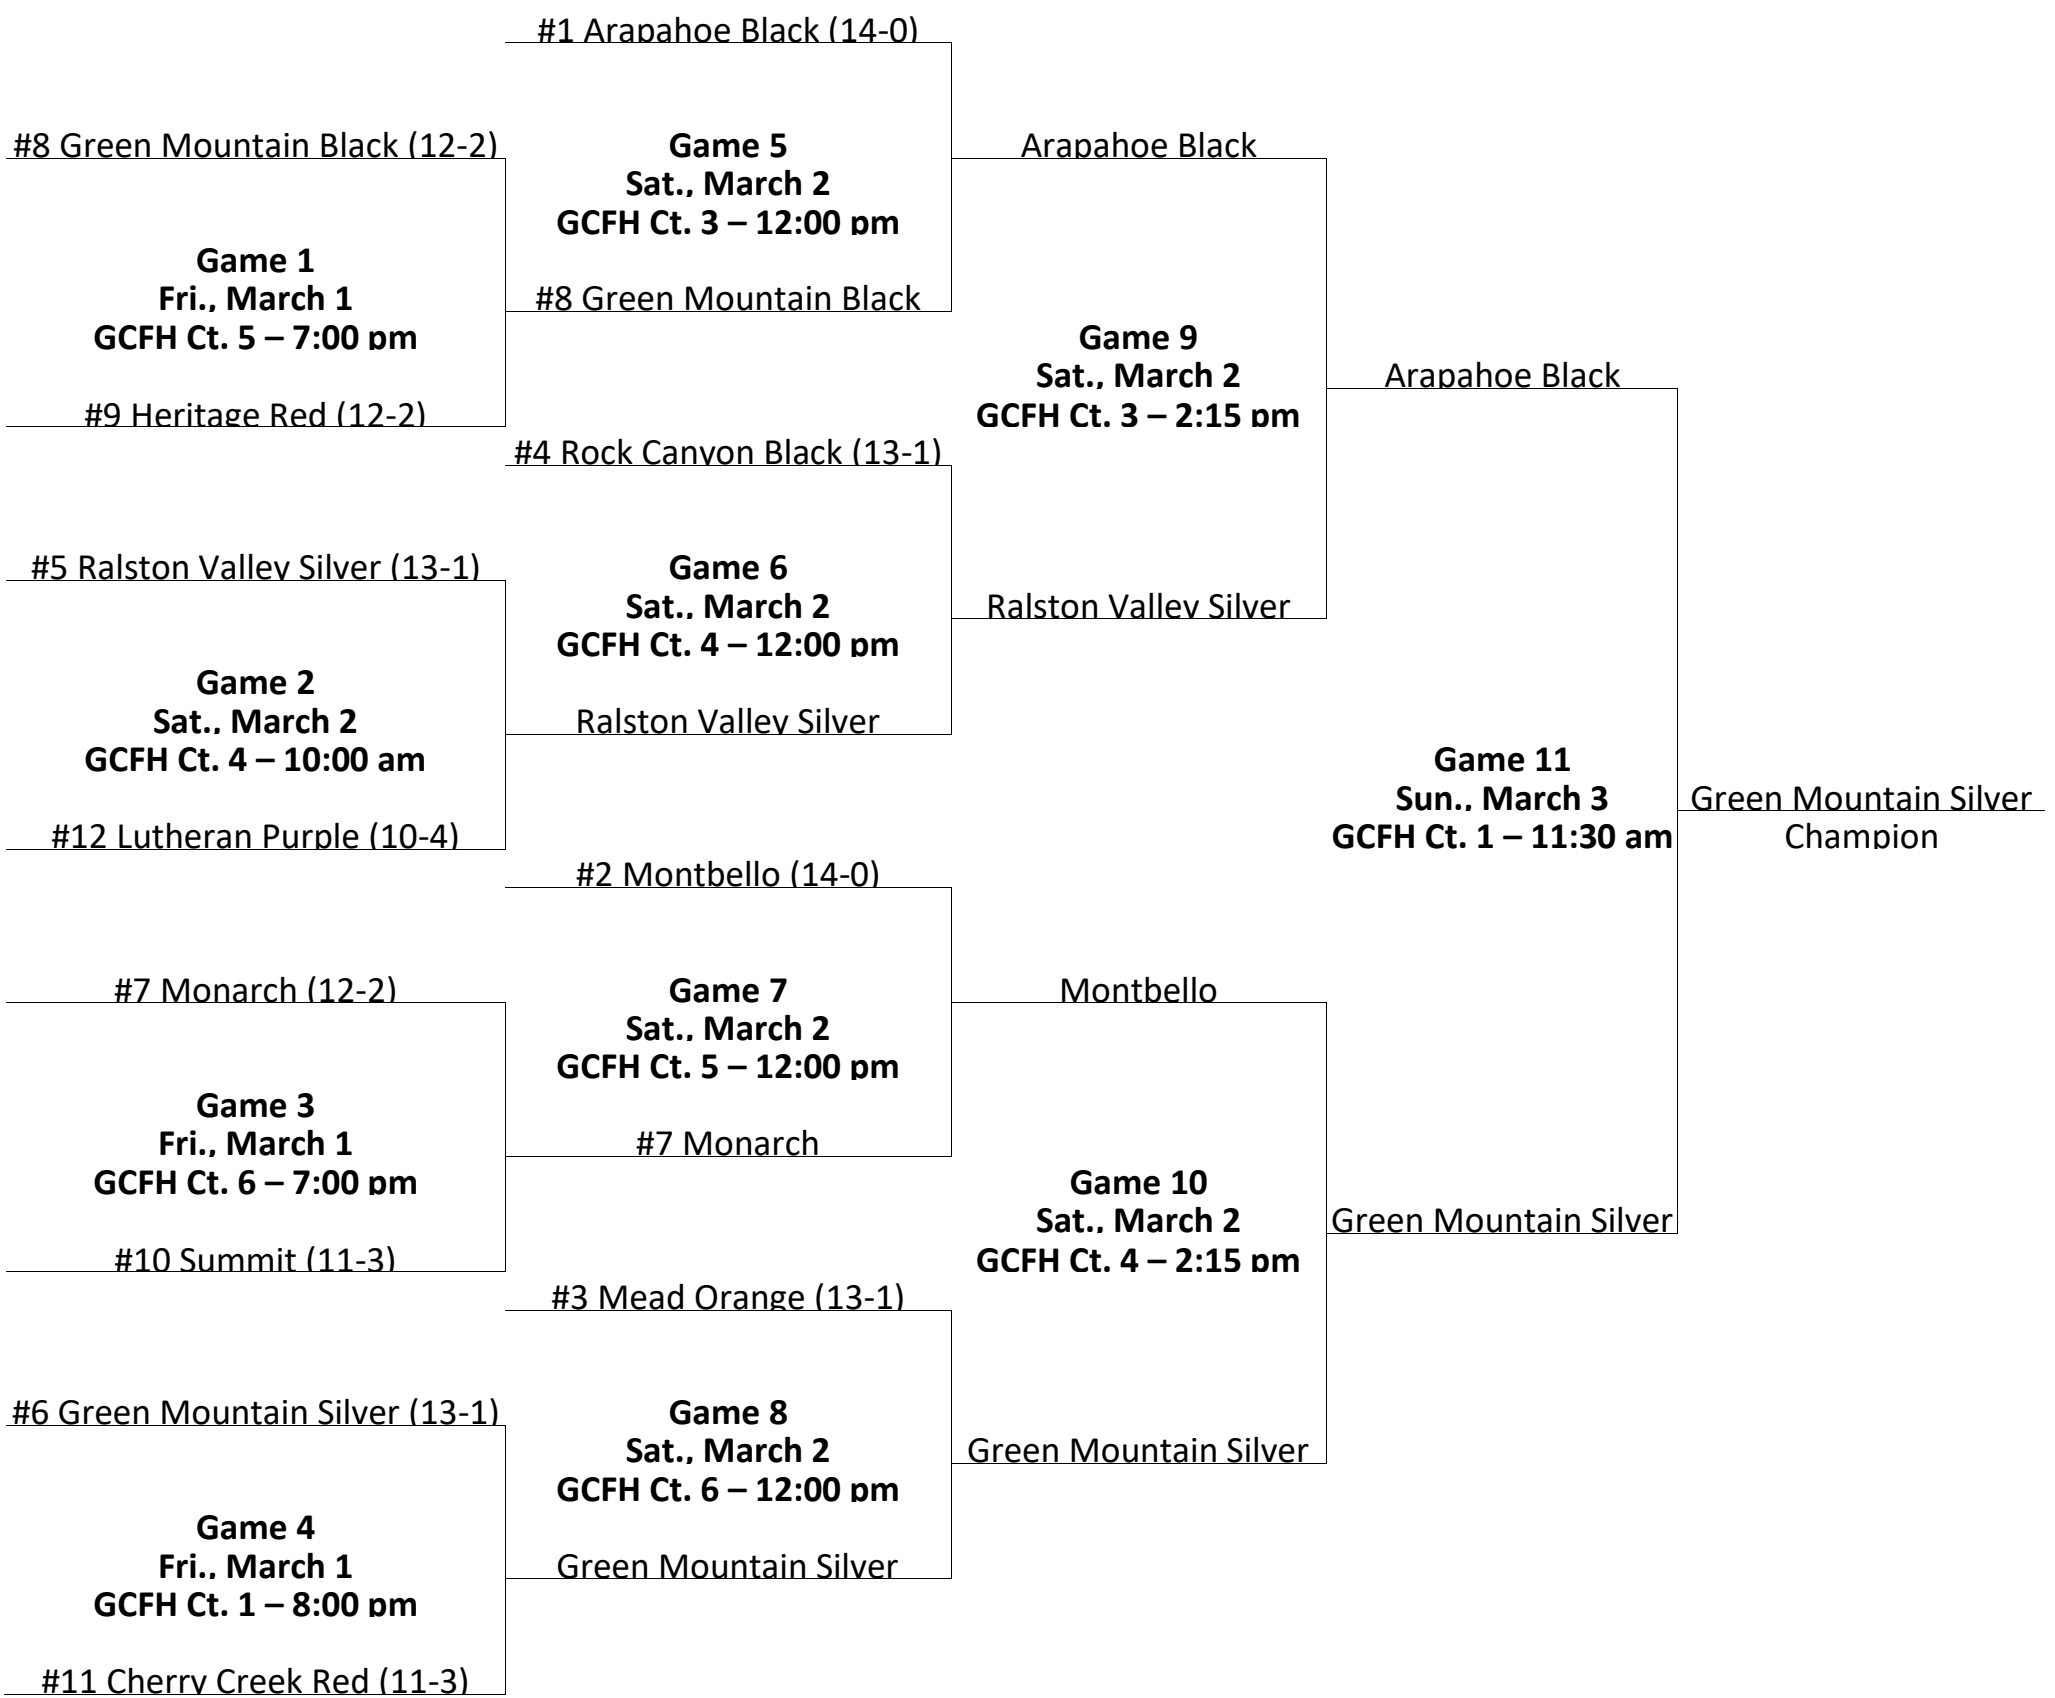 #1 Arapahoe Black (14-0)
#8 Green Mountain Black (12-2)
Game 5
Sat., March 2
GCFH Ct. 3 – 12:00 pm
Arapahoe Black
Game 1
Fri., March 1
GCFH Ct. 5 – 7:00 pm
#8 Green Mountain Black
#9 Heritage Red (12-2)
Game 9
Sat., March 2
GCFH Ct. 3 – 2:15 pm
Arapahoe Black
#4 Rock Canyon Black (13-1)
#5 Ralston Valley Silver (13-1)
Game 6
Sat., March 2
GCFH Ct. 4 – 12:00 pm
Ralston Valley Silver
Game 2
Sat., March 2
GCFH Ct. 4 – 10:00 am
Ralston Valley Silver
#12 Lutheran Purple (10-4)
Game 11
Sun., March 3
GCFH Ct. 1 – 11:30 am
Green Mountain Silver
Champion
#2 Montbello (14-0)
#7 Monarch (12-2)
Game 7
Sat., March 2
GCFH Ct. 5 – 12:00 pm
Montbello
Game 3
Fri., March 1
GCFH Ct. 6 – 7:00 pm
#7 Monarch
#10 Summit (11-3)
Game 10
Sat., March 2
GCFH Ct. 4 – 2:15 pm
Green Mountain Silver
#3 Mead Orange (13-1)
#6 Green Mountain Silver (13-1)
Game 8
Sat., March 2
GCFH Ct. 6 – 12:00 pm
Green Mountain Silver
Game 4
Fri., March 1
GCFH Ct. 1 – 8:00 pm
Green Mountain Silver
#11 Cherry Creek Red (11-3)